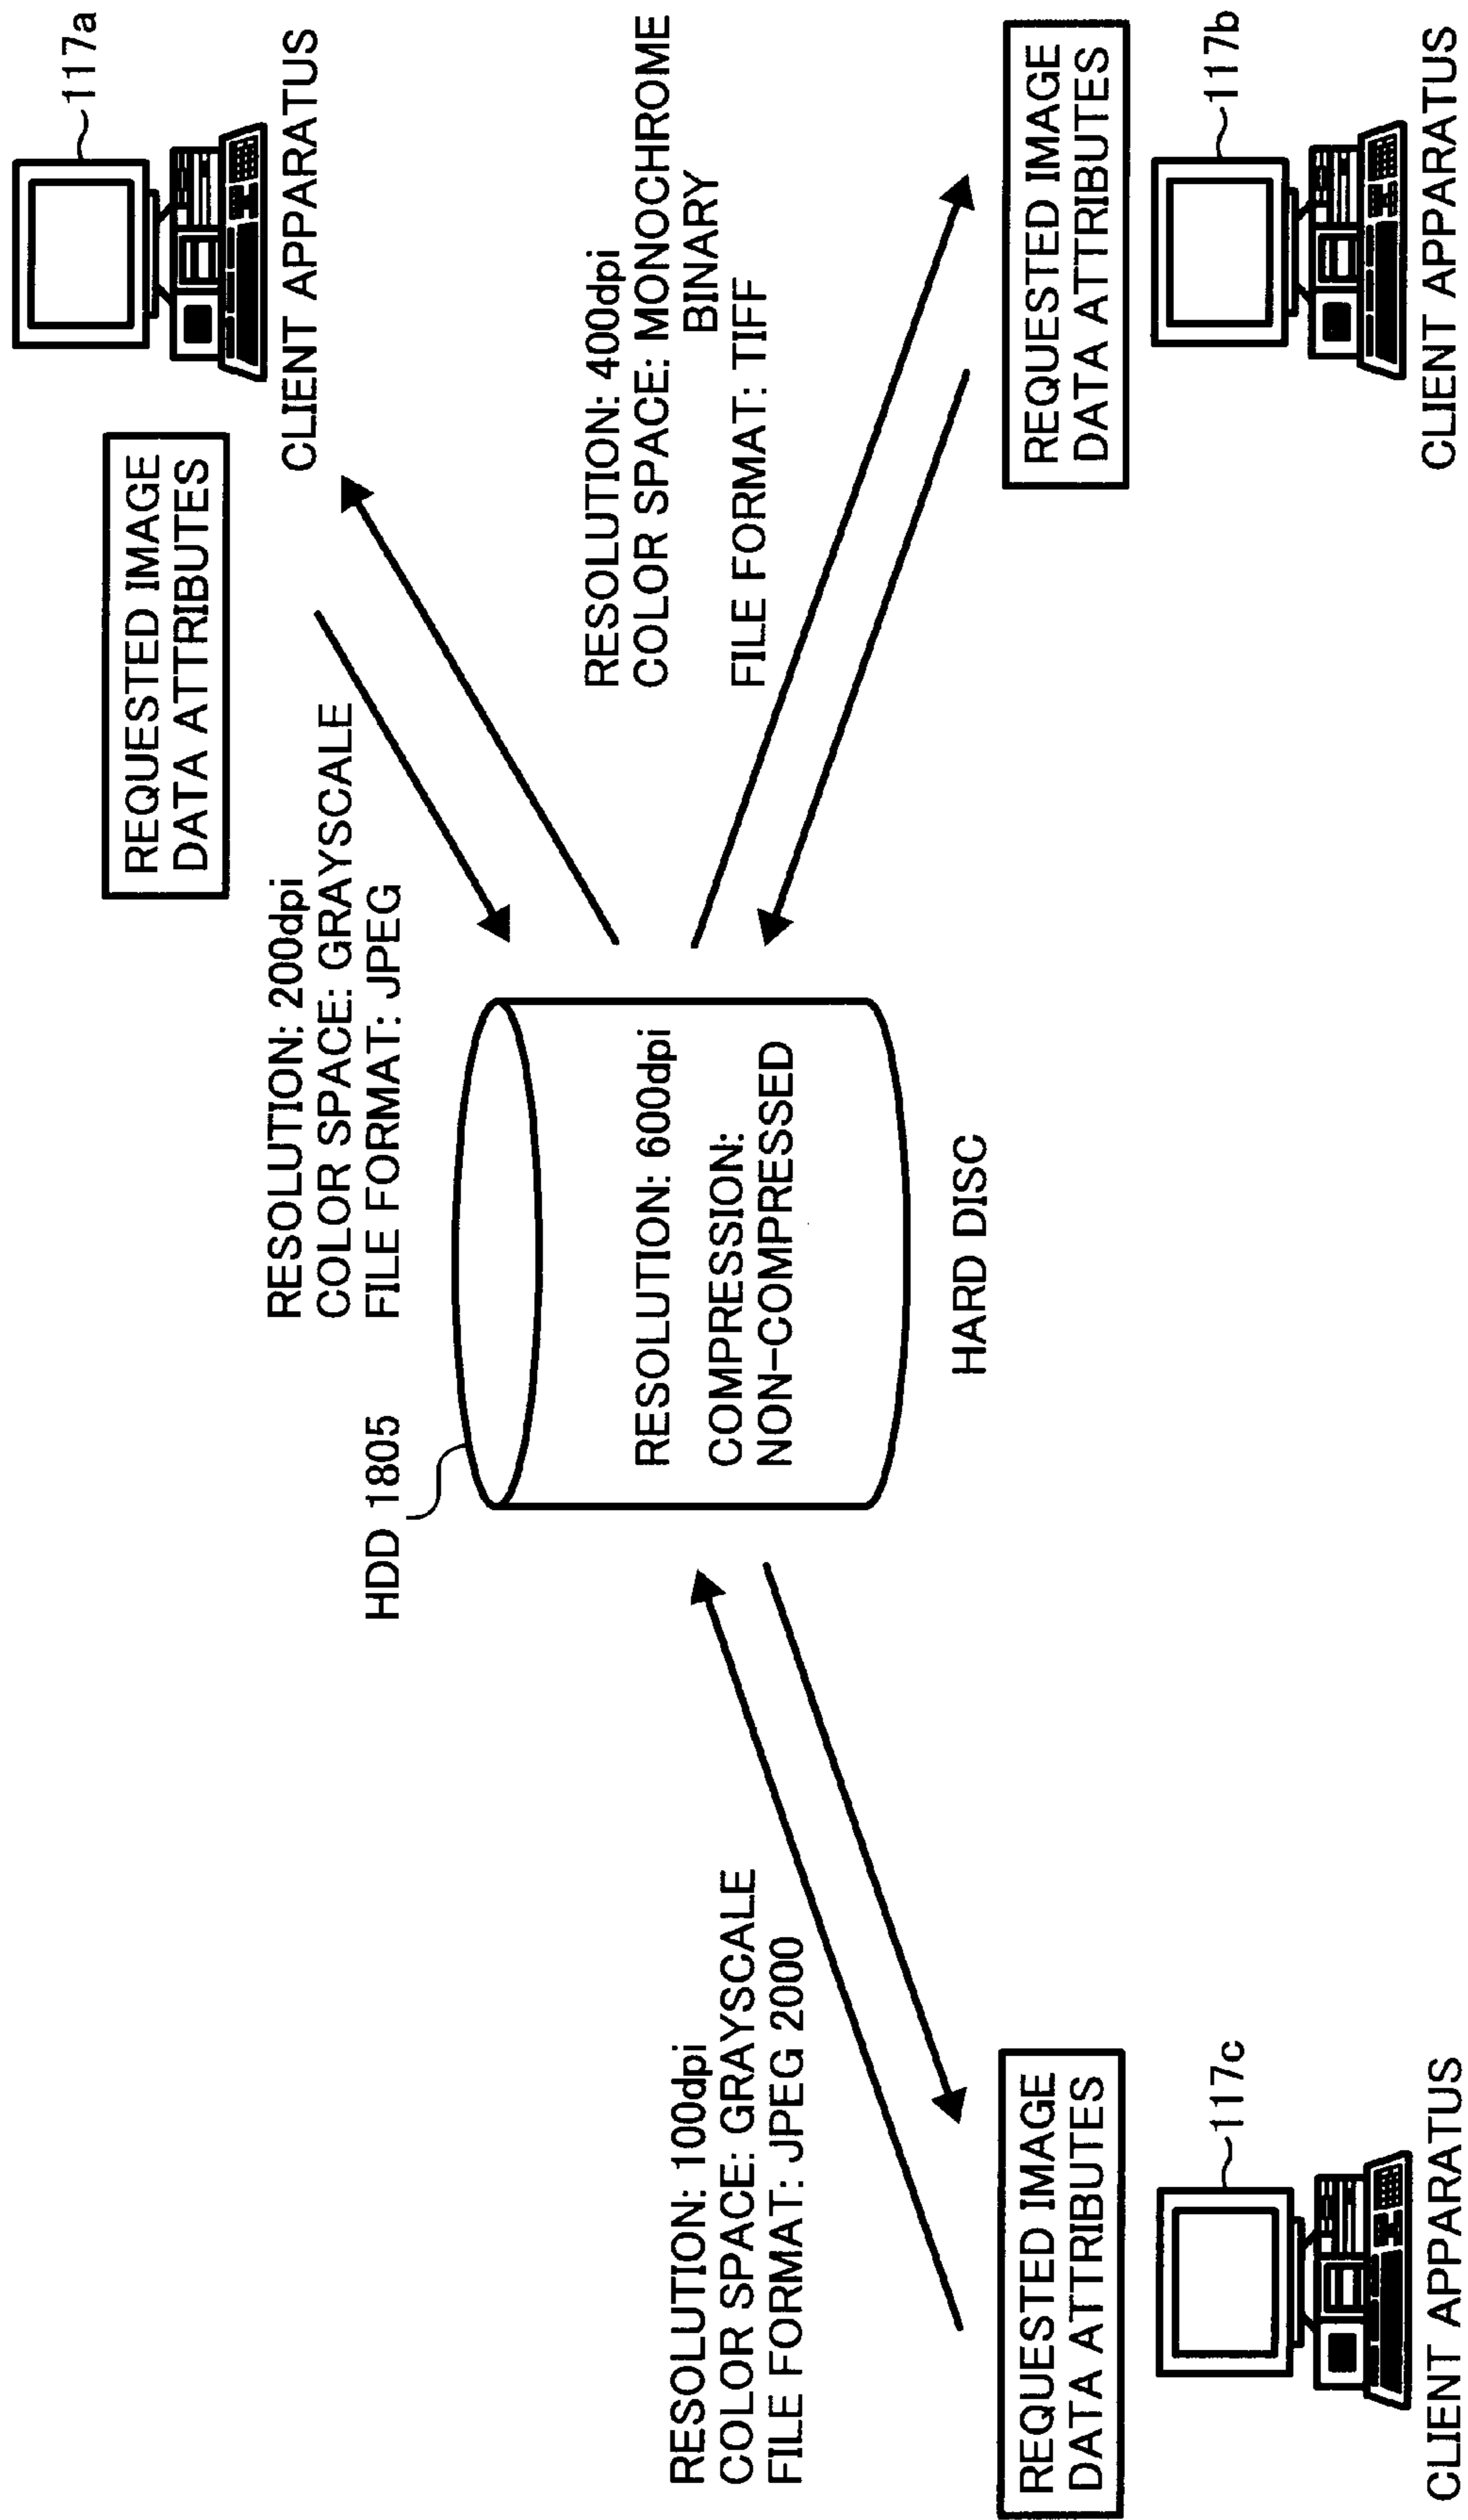 117a
CLIENT APPARATUS
REQUESTED IMAGE
DATA ATTRIBUTES
RESOLUTION: 200dpi
COLOR SPACE: GRAYSCALE
FILE FORMAT: JPEG
HDD 1805
RESOLUTION: 600dpi
COMPRESSION:
NON-COMPRESSED
HARD DISC
RESOLUTION: 400dpi
COLOR SPACE: MONOCHROME
BINARY
FILE FORMAT: TIFF
REQUESTED IMAGE
DATA ATTRIBUTES
117b
CLIENT APPARATUS
RESOLUTION: 100dpi
COLOR SPACE: GRAYSCALE
FILE FORMAT: JPEG 2000
REQUESTED IMAGE
DATA ATTRIBUTES
117c
CLIENT APPARATUS